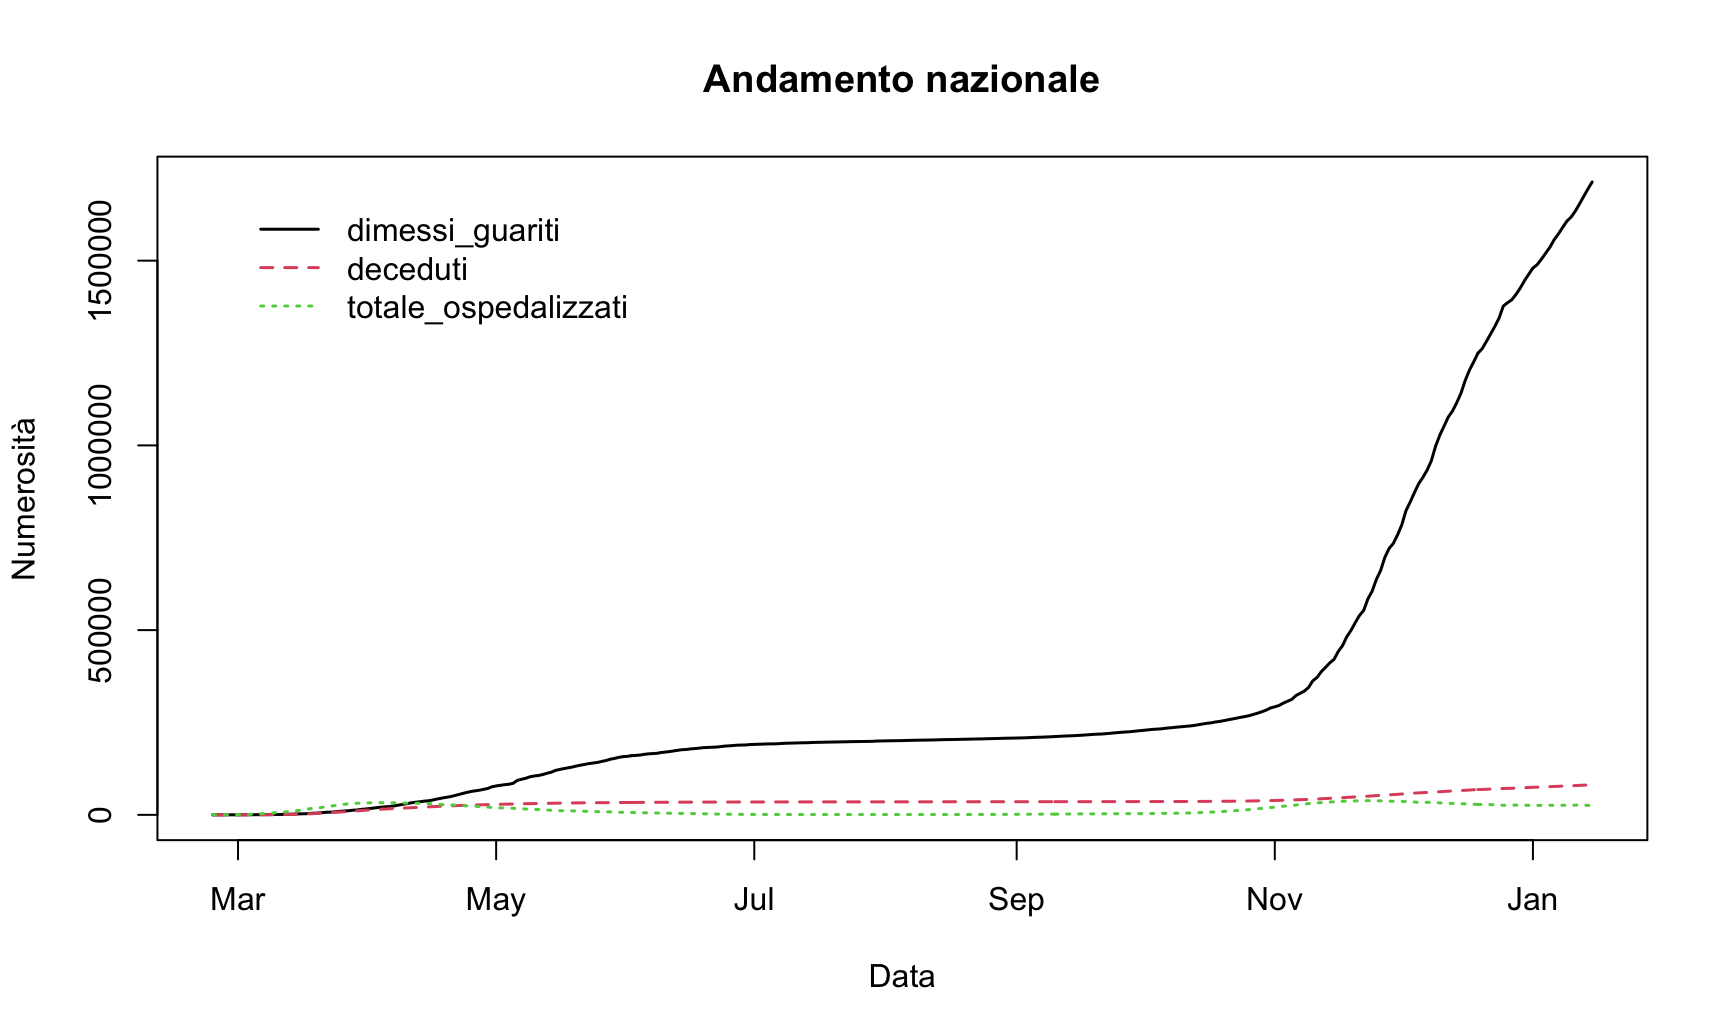 Andamento nazionale
dimessi_guariti
deceduti
totale_ospedalizzati
Numerosità
1500000
1000000
500000
0
Mar May Jul Sep Nov Jan
Data